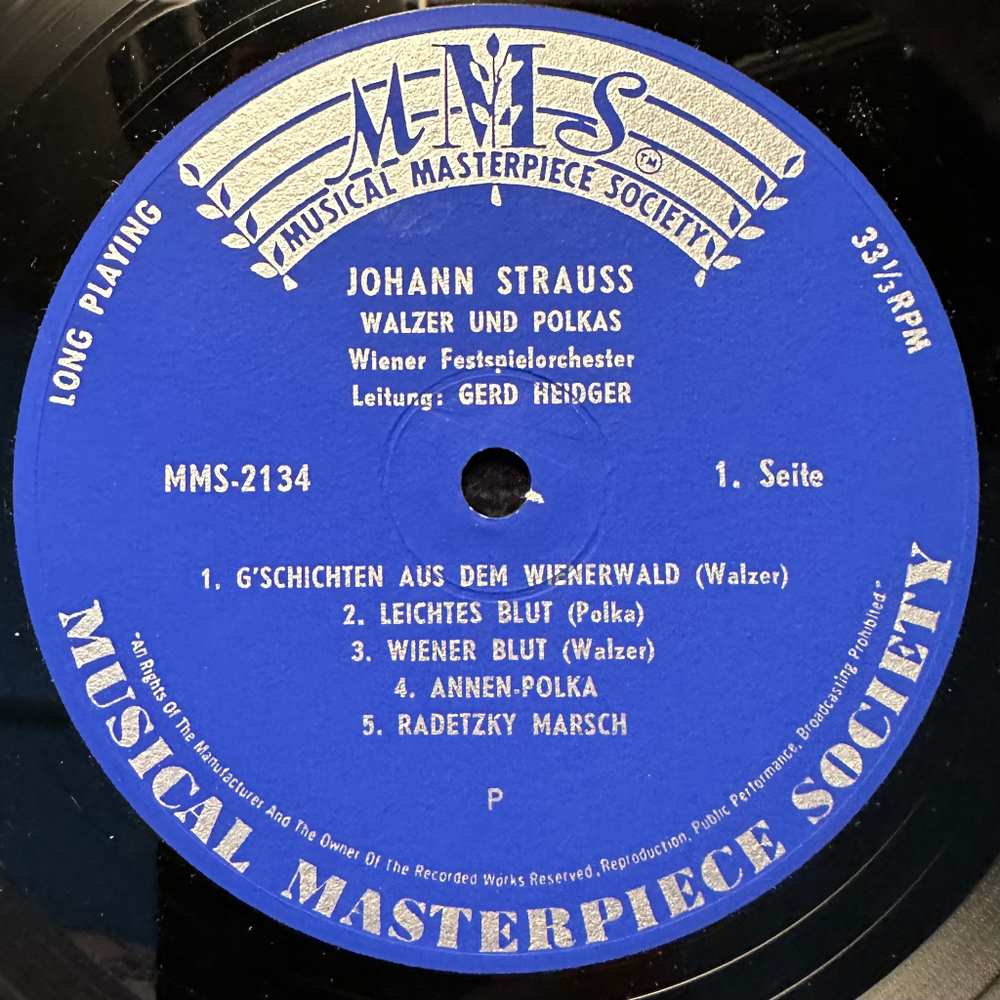 MMS
TM
MUSICAL MASTERPIECE SOCIETY
LONG PLAYING
33⅓ RPM
JOHANN STRAUSS
WALZER UND POLKAS
Wiener Festspielorchester
Leitung: GERD HEIDGER
MMS-2134
1. Seite
1. G'SCHICHTEN AUS DEM WIENERWALD (Walzer)
2. LEICHTES BLUT (Polka)
3. WIENER BLUT (Walzer)
4. ANNEN-POLKA
5. RADETZKY MARSCH
P
"All Rights Of The Manufacturer And The Owner Of The Recorded Works Reserved, Reproduction, Public Performance, Broadcasting Prohibited"
MUSICAL MASTERPIECE SOCIETY